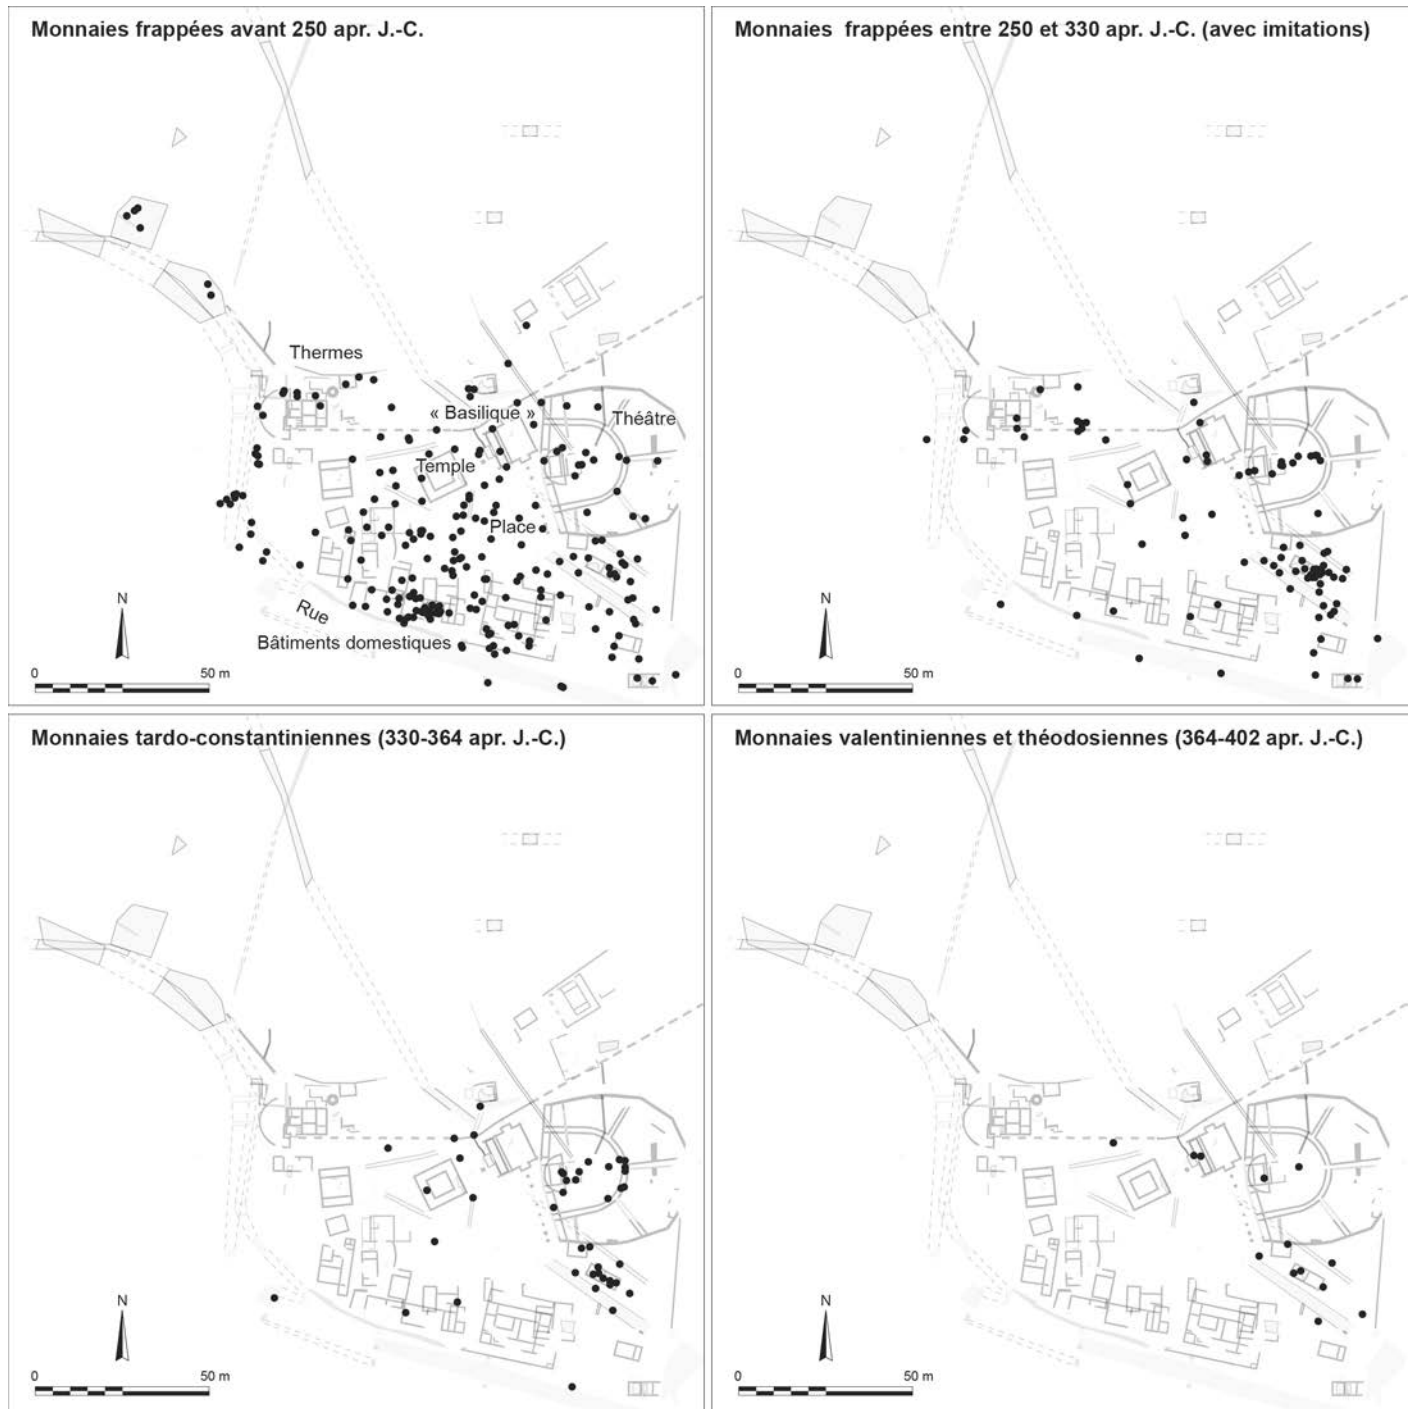 Monnaies frappées avant 250 apr. J.-C.
Thermes
« Basilique »
Théâtre
Temple
Place
Rue
Bâtiments domestiques
N
0 50 m
Monnaies frappées entre 250 et 330 apr. J.-C. (avec imitations)
N
0 50 m
Monnaies tardo-constantiniennes (330-364 apr. J.-C.)
N
0 50 m
Monnaies valentiniennes et théodosiennes (364-402 apr. J.-C.)
N
0 50 m